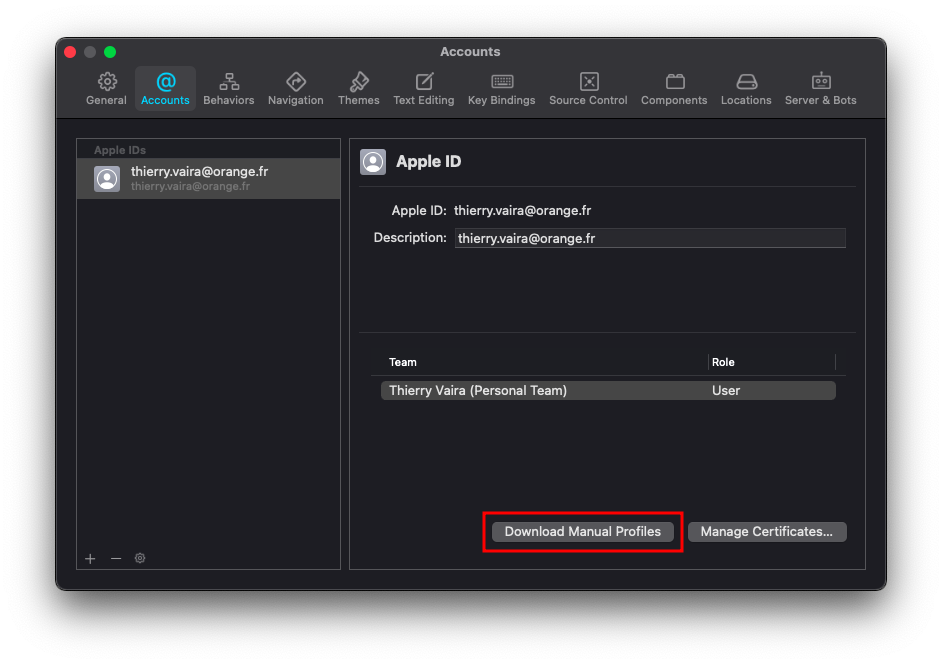 Accounts
General Accounts Behaviors Navigation Themes Text Editing Key Bindings Source Control Components Locations Server & Bots
Apple IDs
thierry.vaira@orange.fr
thierry.vaira@orange.fr
Apple ID
Apple ID: thierry.vaira@orange.fr
Description: thierry.vaira@orange.fr
Team Role
Thierry Vaira (Personal Team) User
Download Manual Profiles Manage Certificates...